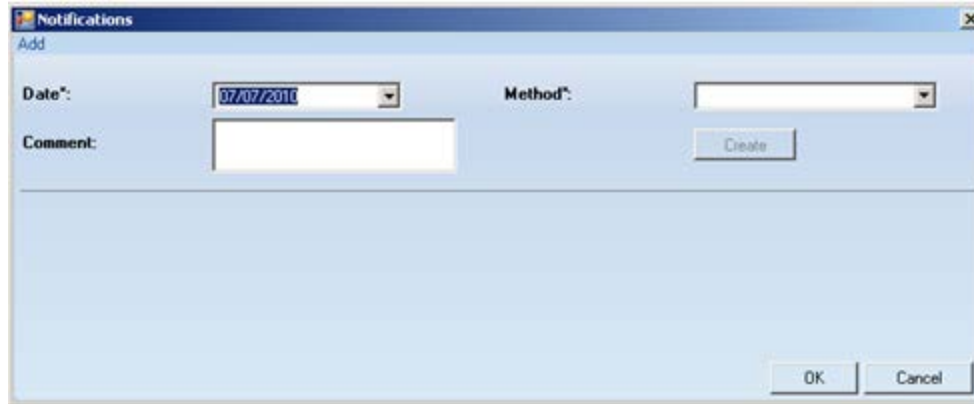 Notifications
Add
Date*: 07/07/2010 Method*:
Comment: Create
OK Cancel